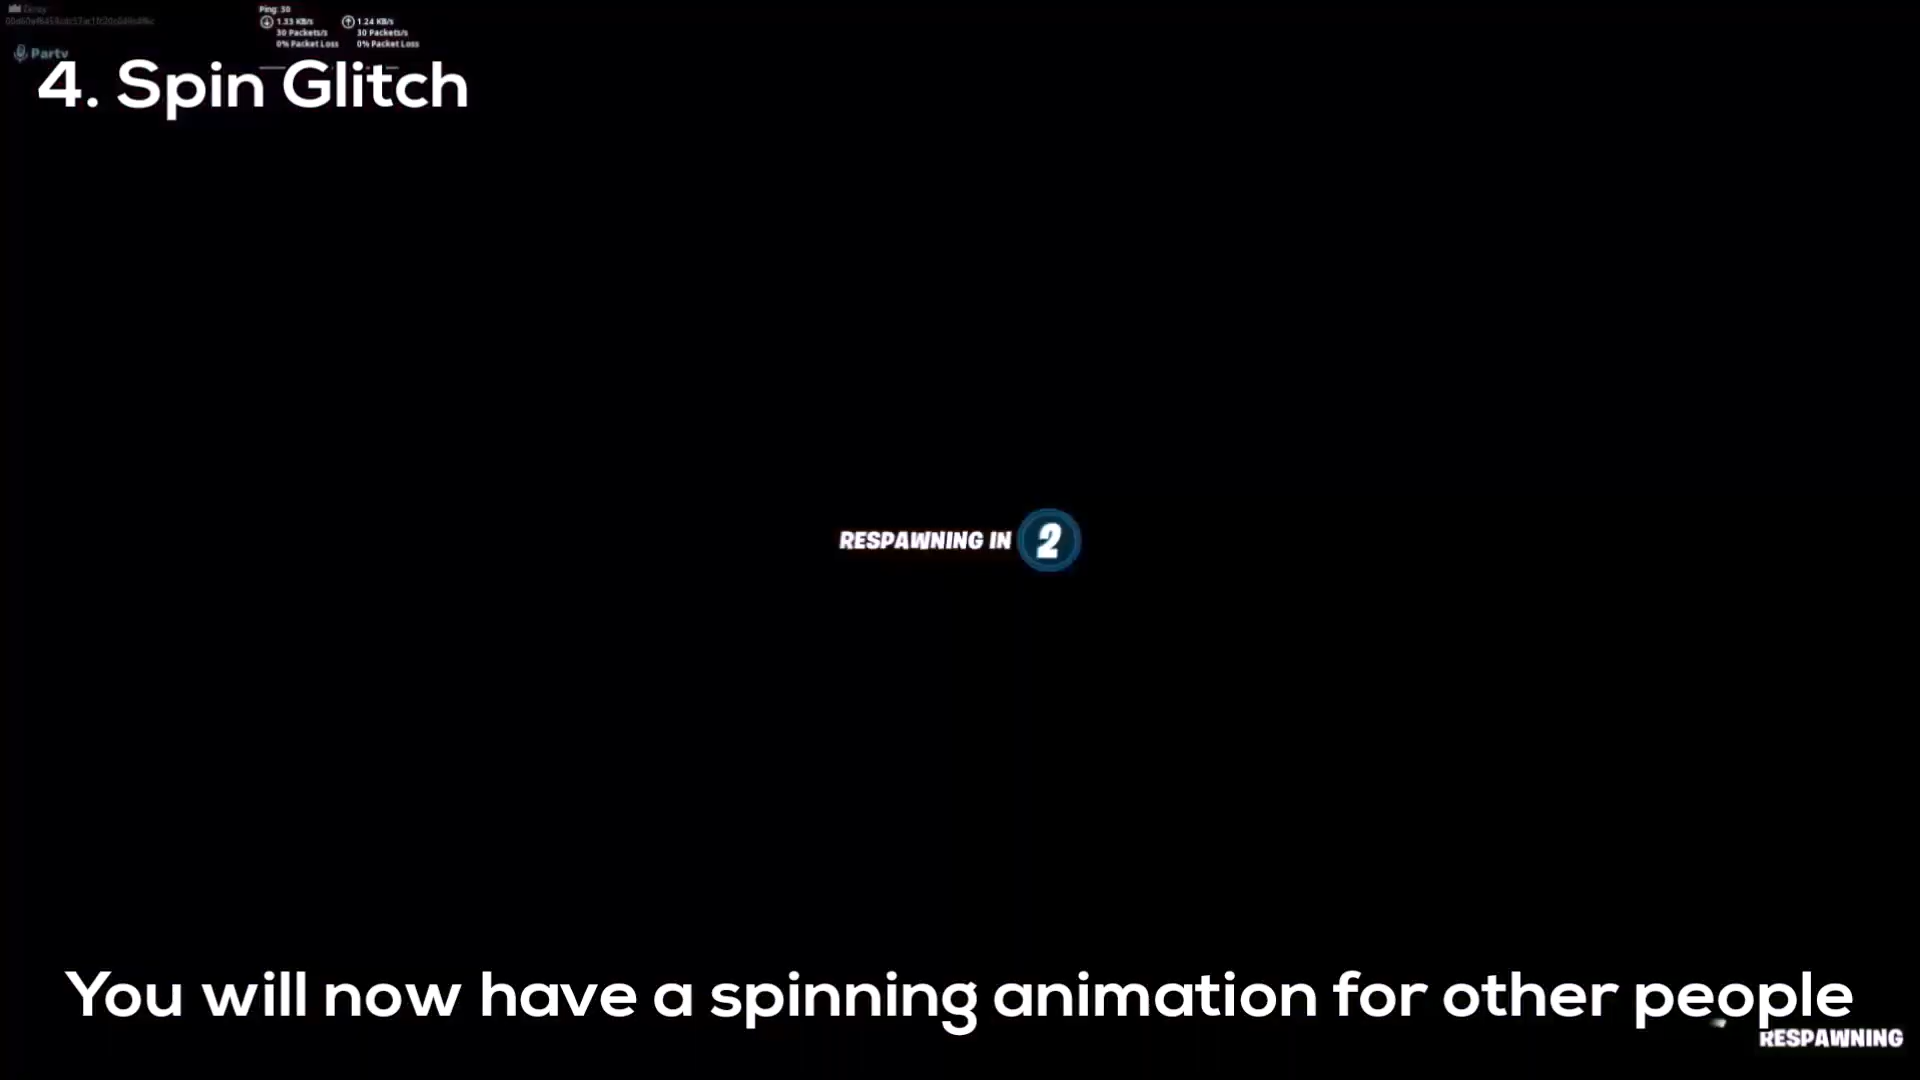 Ping: 30
1.33 KB/s 1.24 KB/s
30 Packets/s 30 Packets/s
0% Packet Loss 0% Packet Loss
Party
4. Spin Glitch
RESPAWNING IN 2
You will now have a spinning animation for other people
RESPAWNING